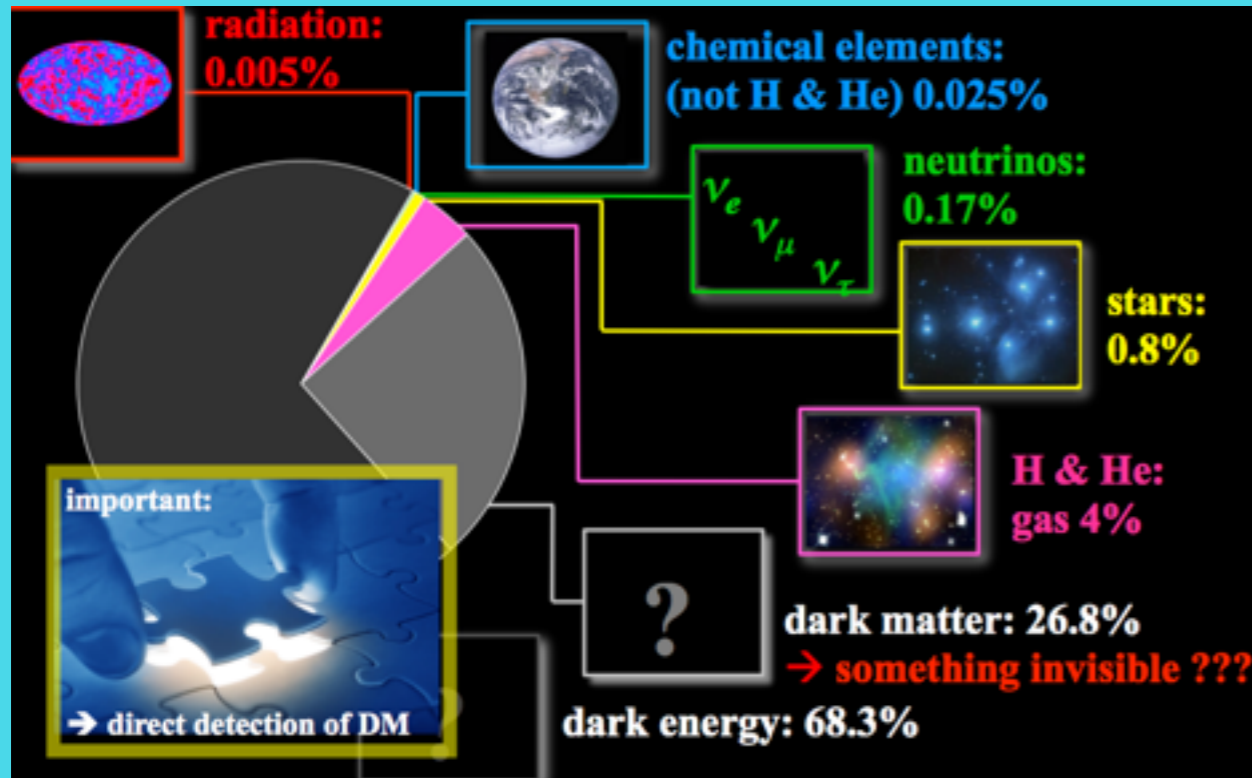 radiation:
0.005%
chemical elements:
(not H & He) 0.025%
neutrinos:
0.17%
νe
νμ
ντ
stars:
0.8%
H & He:
gas 4%
important:
→ direct detection of DM
?
dark matter: 26.8%
→ something invisible ???
?
dark energy: 68.3%